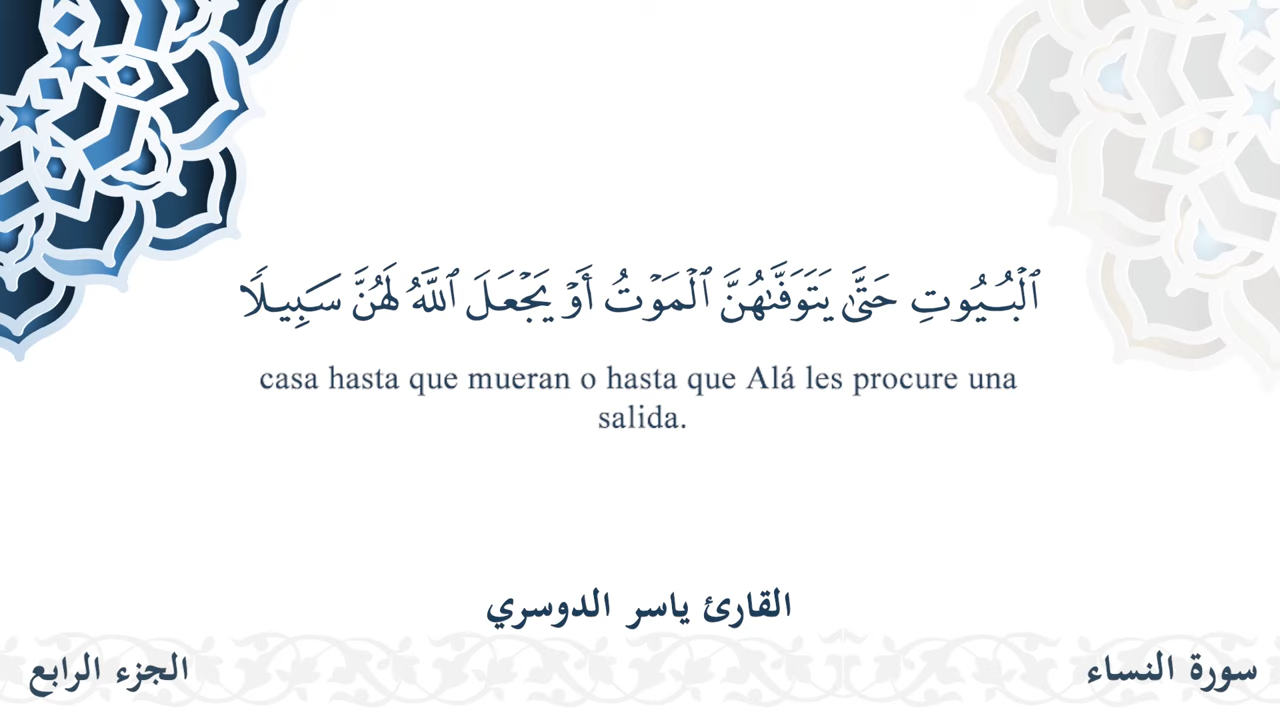 ٱلْبُيُوتِ حَتَّىٰ يَتَوَفَّىٰهُنَّ ٱلْمَوْتُ أَوْ يَجْعَلَ ٱللَّهُ لَهُنَّ سَبِيلًا
casa hasta que mueran o hasta que Alá les procure una
salida.
القارئ ياسر الدوسري
سورة النساء
الجزء الرابع